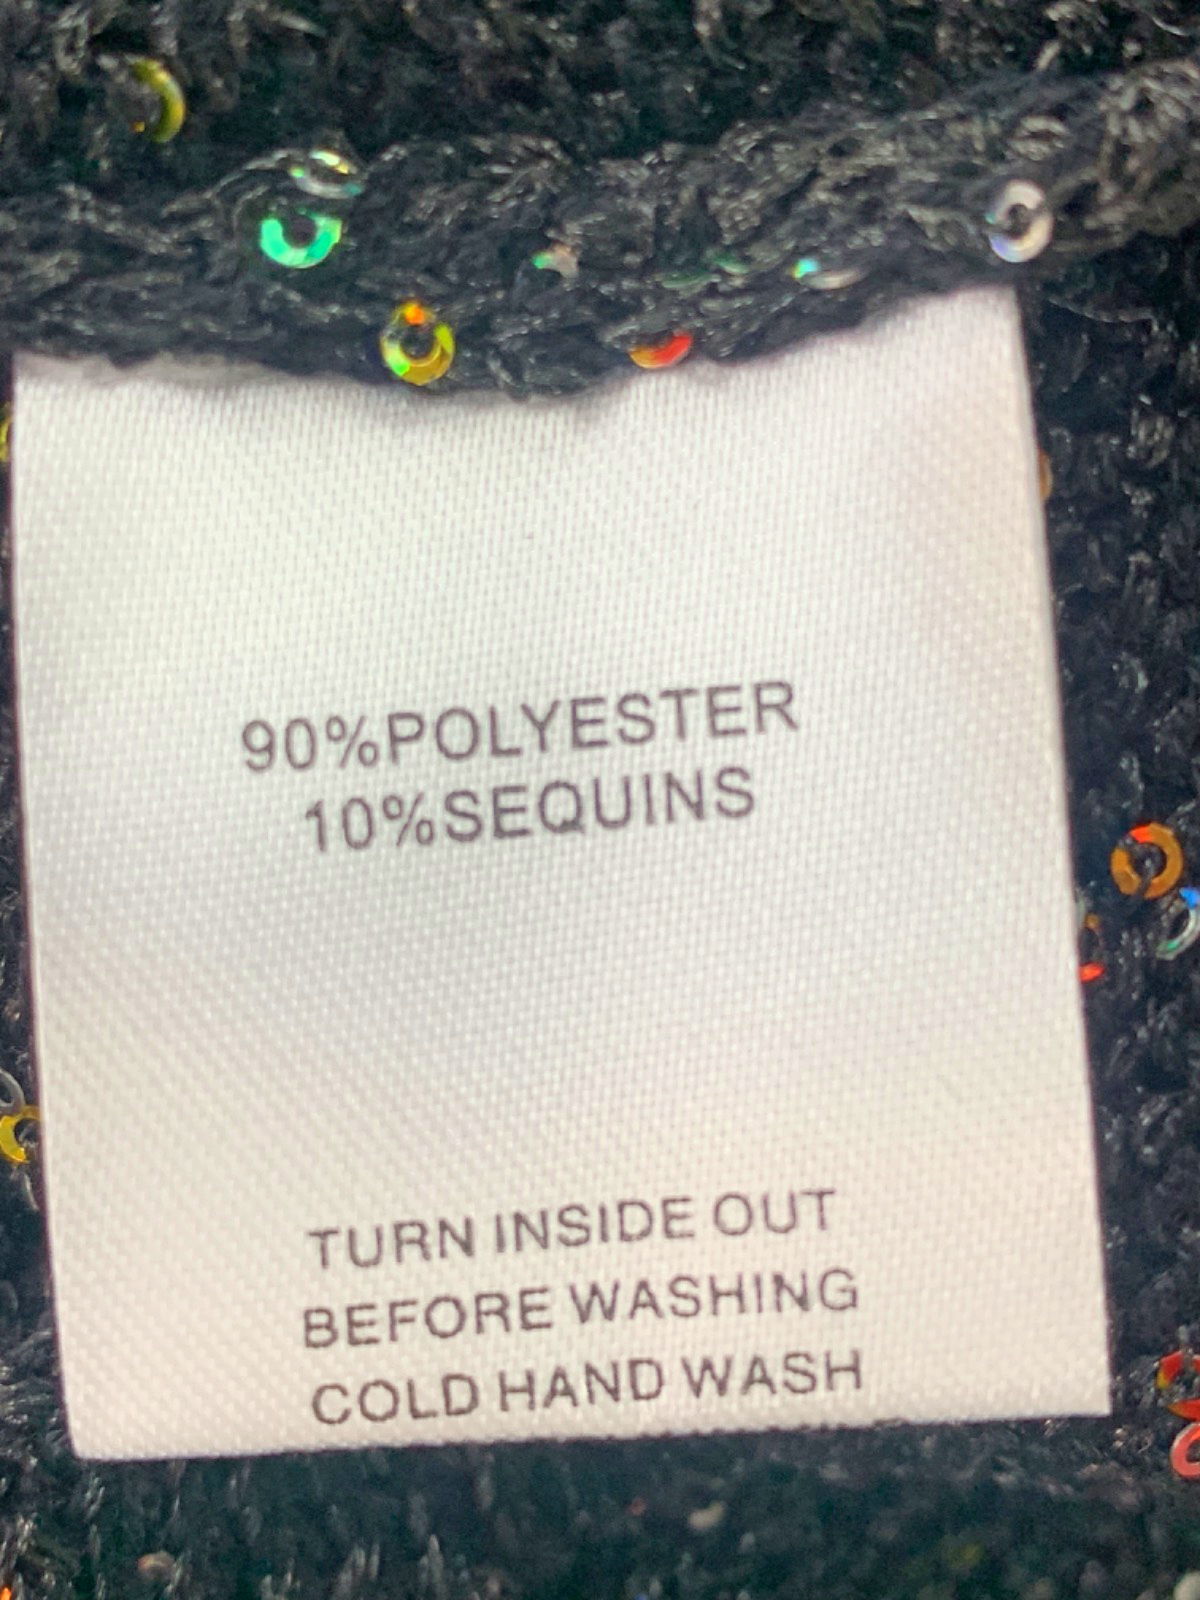 90%POLYESTER
10%SEQUINS
TURN INSIDE OUT
BEFORE WASHING
COLD HAND WASH